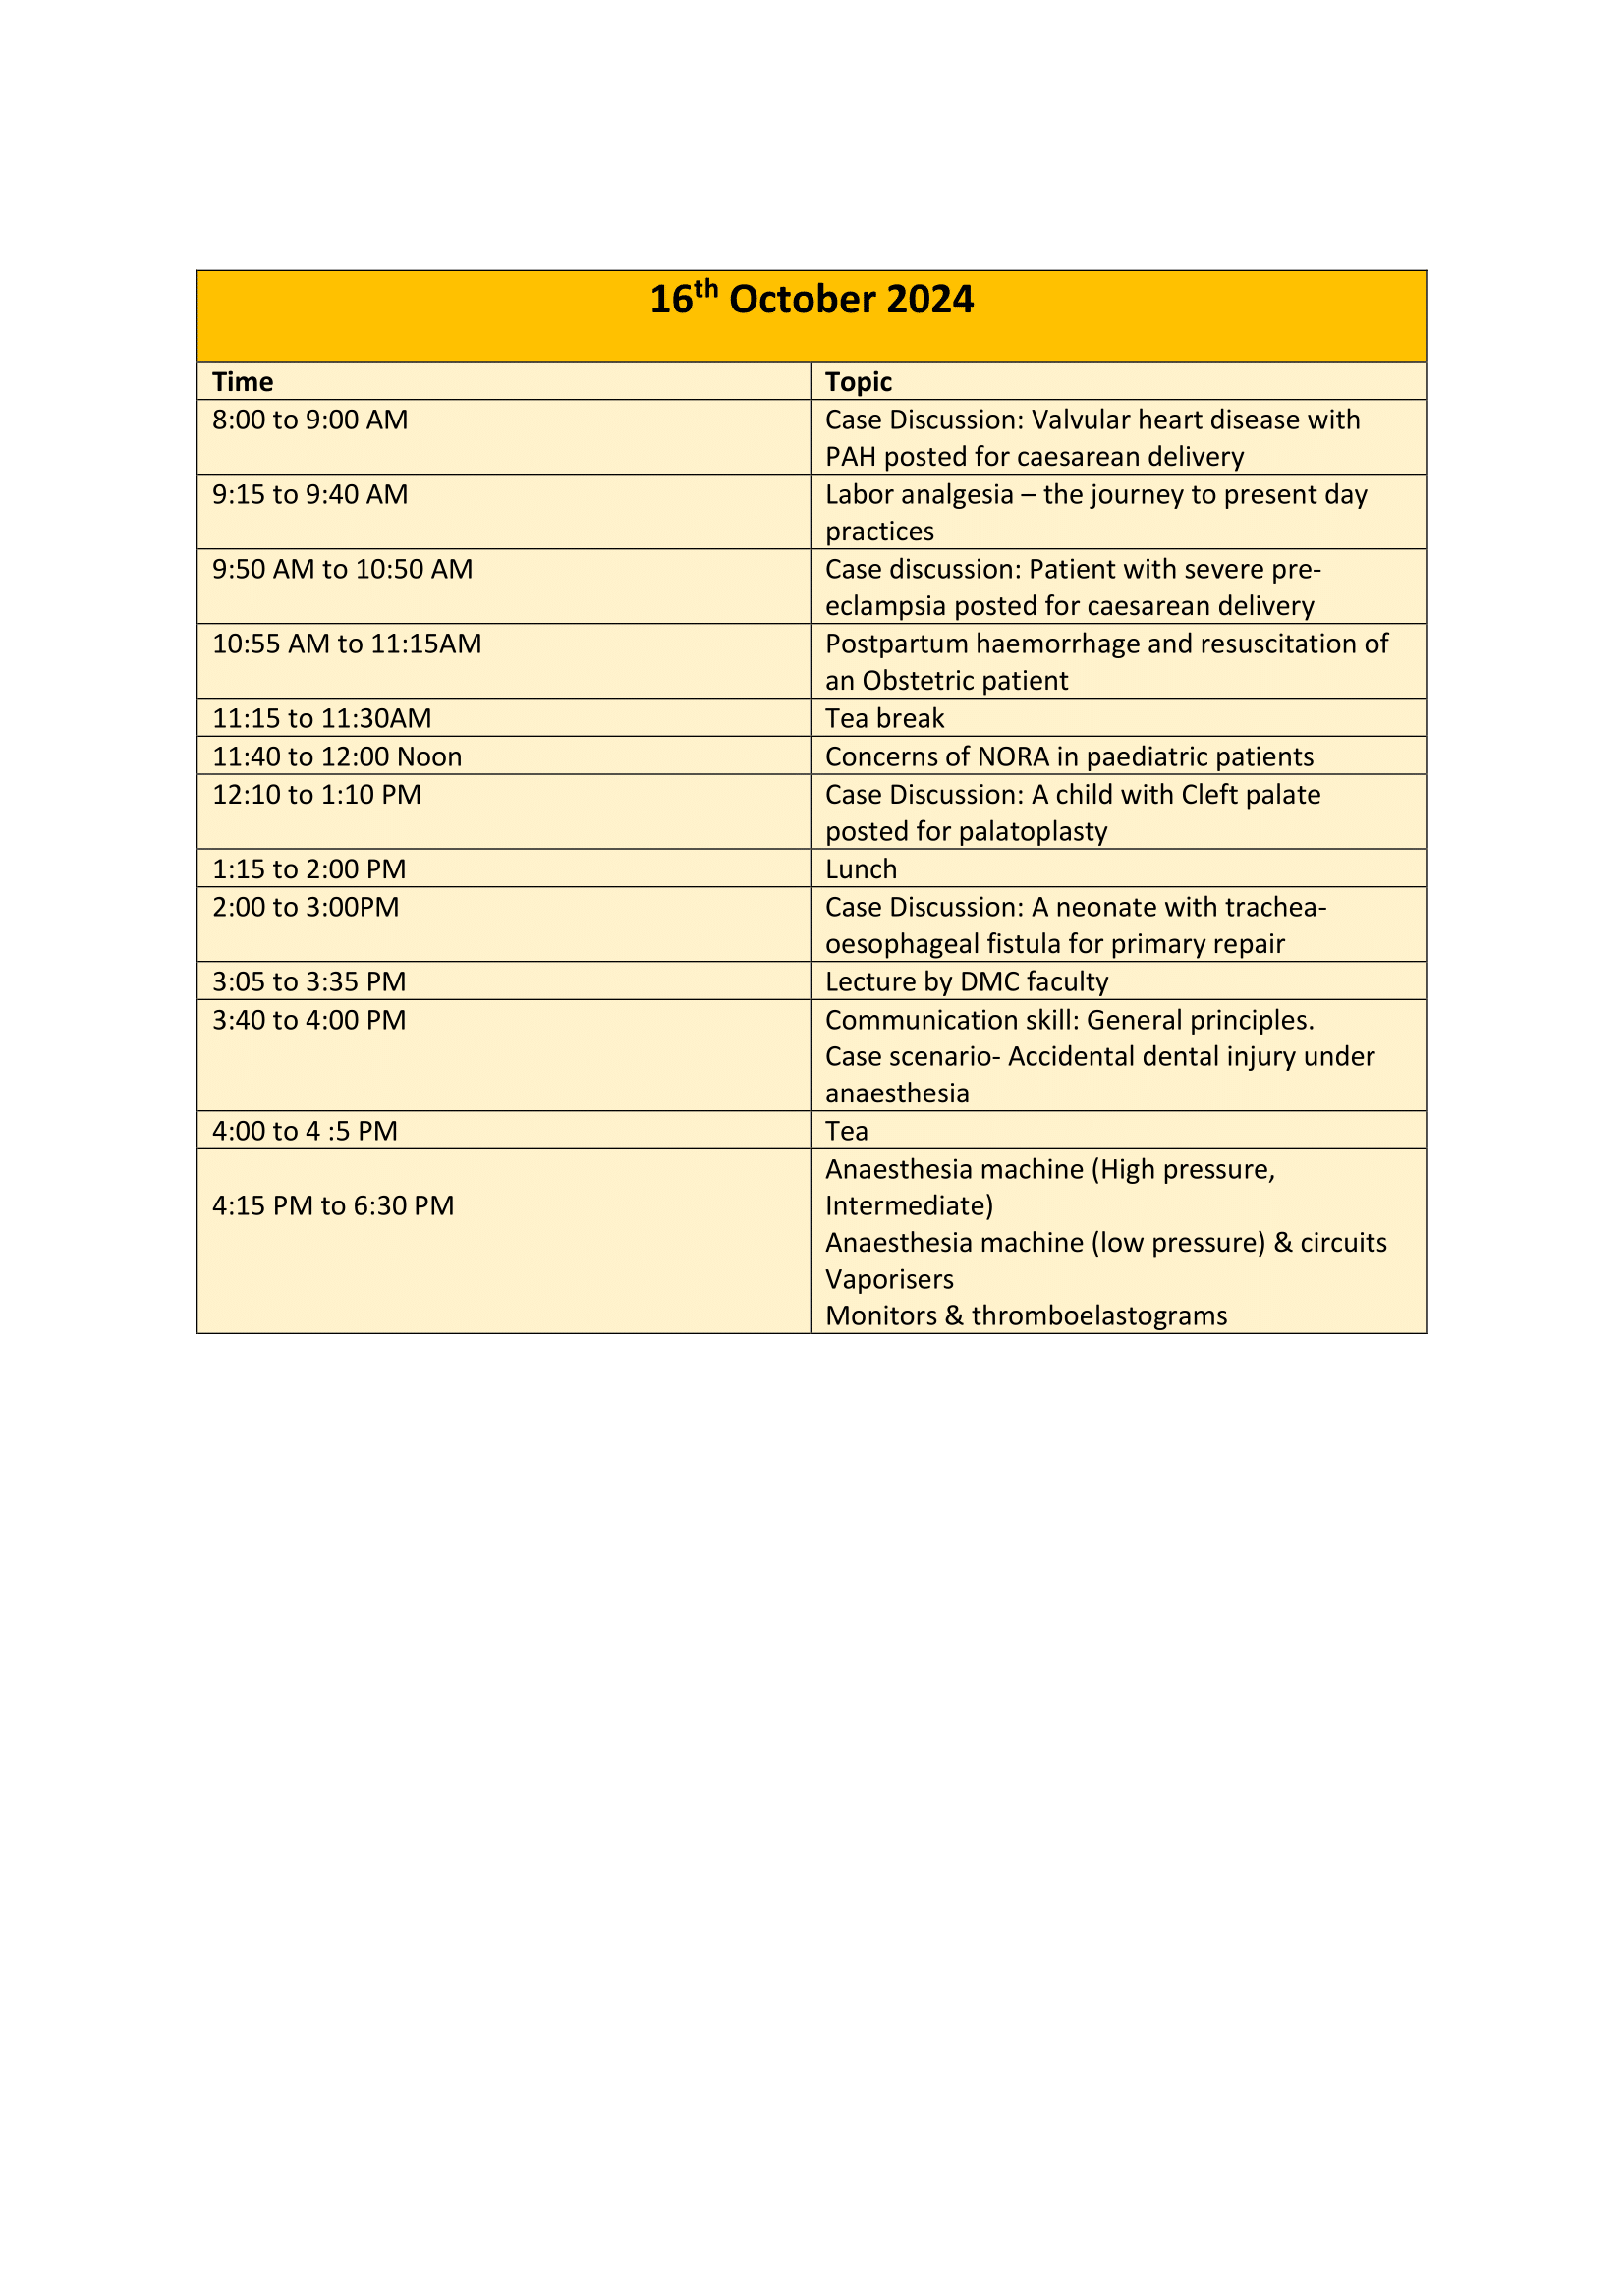 16th October 2024
Time
Topic
8:00 to 9:00 AM
Case Discussion: Valvular heart disease with
PAH posted for caesarean delivery
9:15 to 9:40 AM
Labor analgesia – the journey to present day
practices
9:50 AM to 10:50 AM
Case discussion: Patient with severe pre-
eclampsia posted for caesarean delivery
10:55 AM to 11:15AM
Postpartum haemorrhage and resuscitation of
an Obstetric patient
11:15 to 11:30AM
Tea break
11:40 to 12:00 Noon
Concerns of NORA in paediatric patients
12:10 to 1:10 PM
Case Discussion: A child with Cleft palate
posted for palatoplasty
1:15 to 2:00 PM
Lunch
2:00 to 3:00PM
Case Discussion: A neonate with trachea-
oesophageal fistula for primary repair
3:05 to 3:35 PM
Lecture by DMC faculty
3:40 to 4:00 PM
Communication skill: General principles.
Case scenario- Accidental dental injury under
anaesthesia
4:00 to 4 :5 PM
Tea
4:15 PM to 6:30 PM
Anaesthesia machine (High pressure,
Intermediate)
Anaesthesia machine (low pressure) & circuits
Vaporisers
Monitors & thromboelastograms